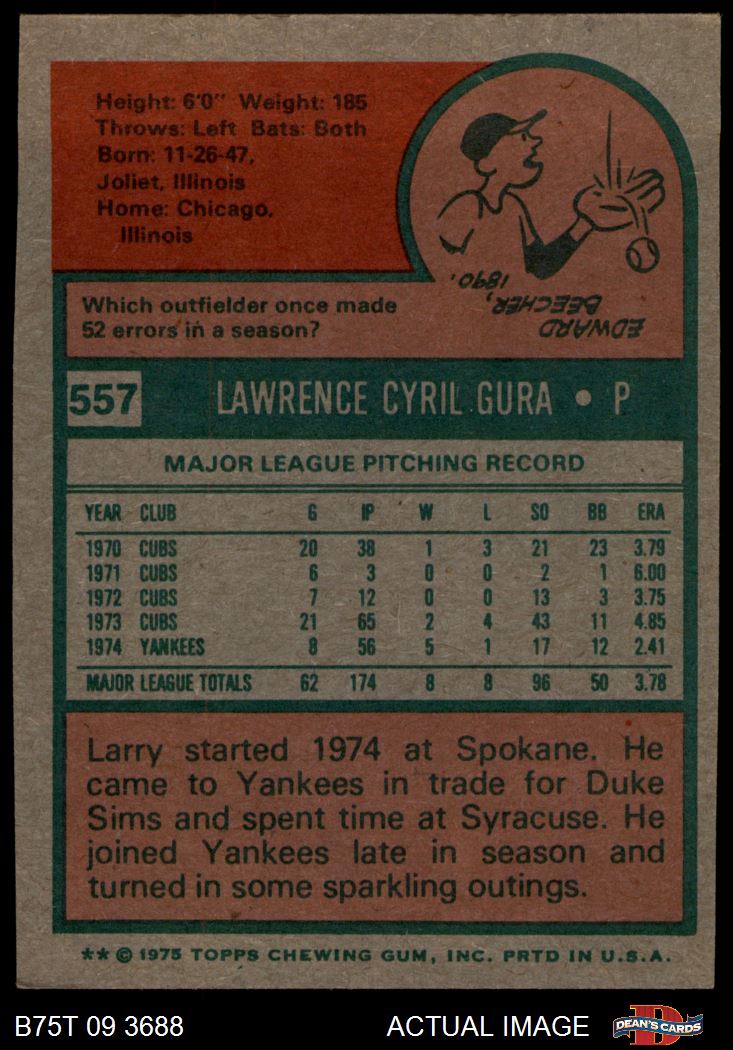 Height: 6'0" Weight: 185
Throws: Left Bats: Both
Born: 11-26-47,
Joliet, Illinois
Home: Chicago,
Illinois
Which outfielder once made
52 errors in a season?
EDWARD
BEECHER,
1890.
557 LAWRENCE CYRIL GURA • P
MAJOR LEAGUE PITCHING RECORD
YEAR CLUB G IP W L SO BB ERA
1970 CUBS 20 38 1 3 21 23 3.79
1971 CUBS 6 3 0 0 2 1 6.00
1972 CUBS 7 12 0 0 13 3 3.75
1973 CUBS 21 65 2 4 43 11 4.85
1974 YANKEES 8 56 5 1 17 12 2.41
MAJOR LEAGUE TOTALS 62 174 8 8 96 50 3.78
Larry started 1974 at Spokane. He
came to Yankees in trade for Duke
Sims and spent time at Syracuse. He
joined Yankees late in season and
turned in some sparkling outings.
** © 1975 TOPPS CHEWING GUM, INC. PRTD IN U.S.A.
B75T 09 3688 ACTUAL IMAGE D DEAN'S CARDS